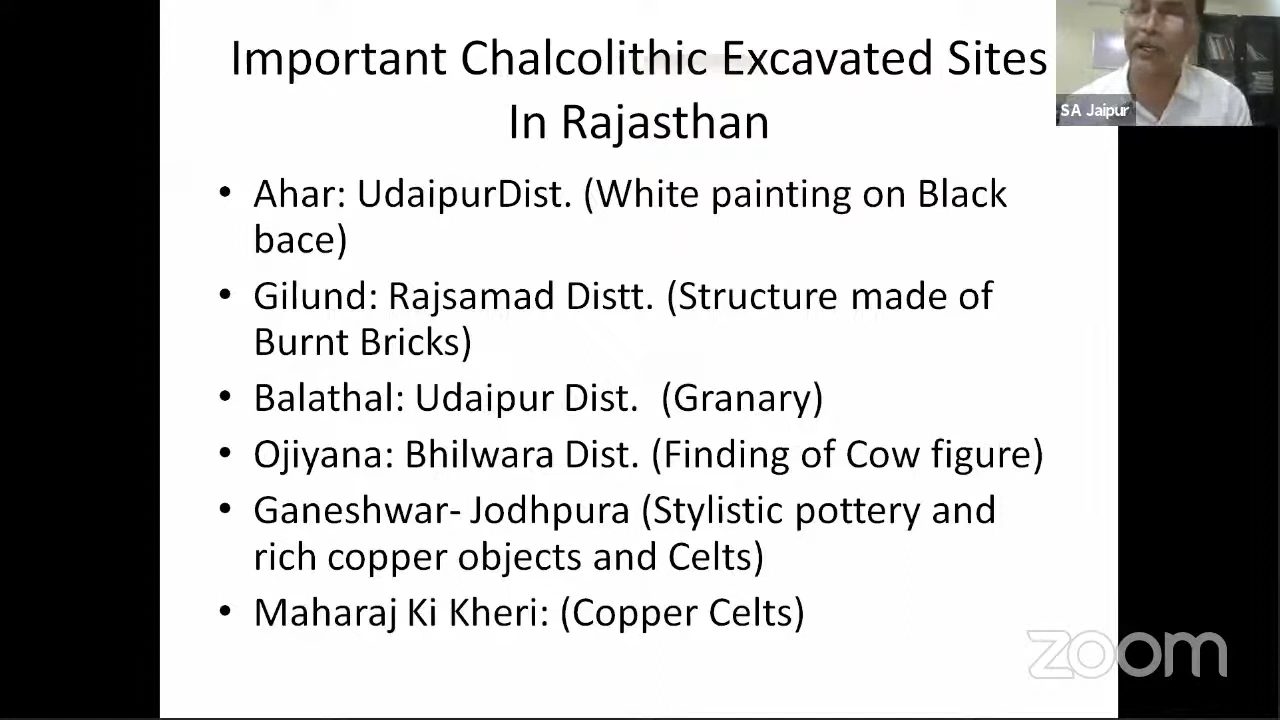 Important Chalcolithic Excavated Sites
In Rajasthan
SA Jaipur
• Ahar: UdaipurDist. (White painting on Black
bace)
• Gilund: Rajsamad Distt. (Structure made of
Burnt Bricks)
• Balathal: Udaipur Dist.  (Granary)
• Ojiyana: Bhilwara Dist. (Finding of Cow figure)
• Ganeshwar- Jodhpura (Stylistic pottery and
rich copper objects and Celts)
• Maharaj Ki Kheri: (Copper Celts)
zoom